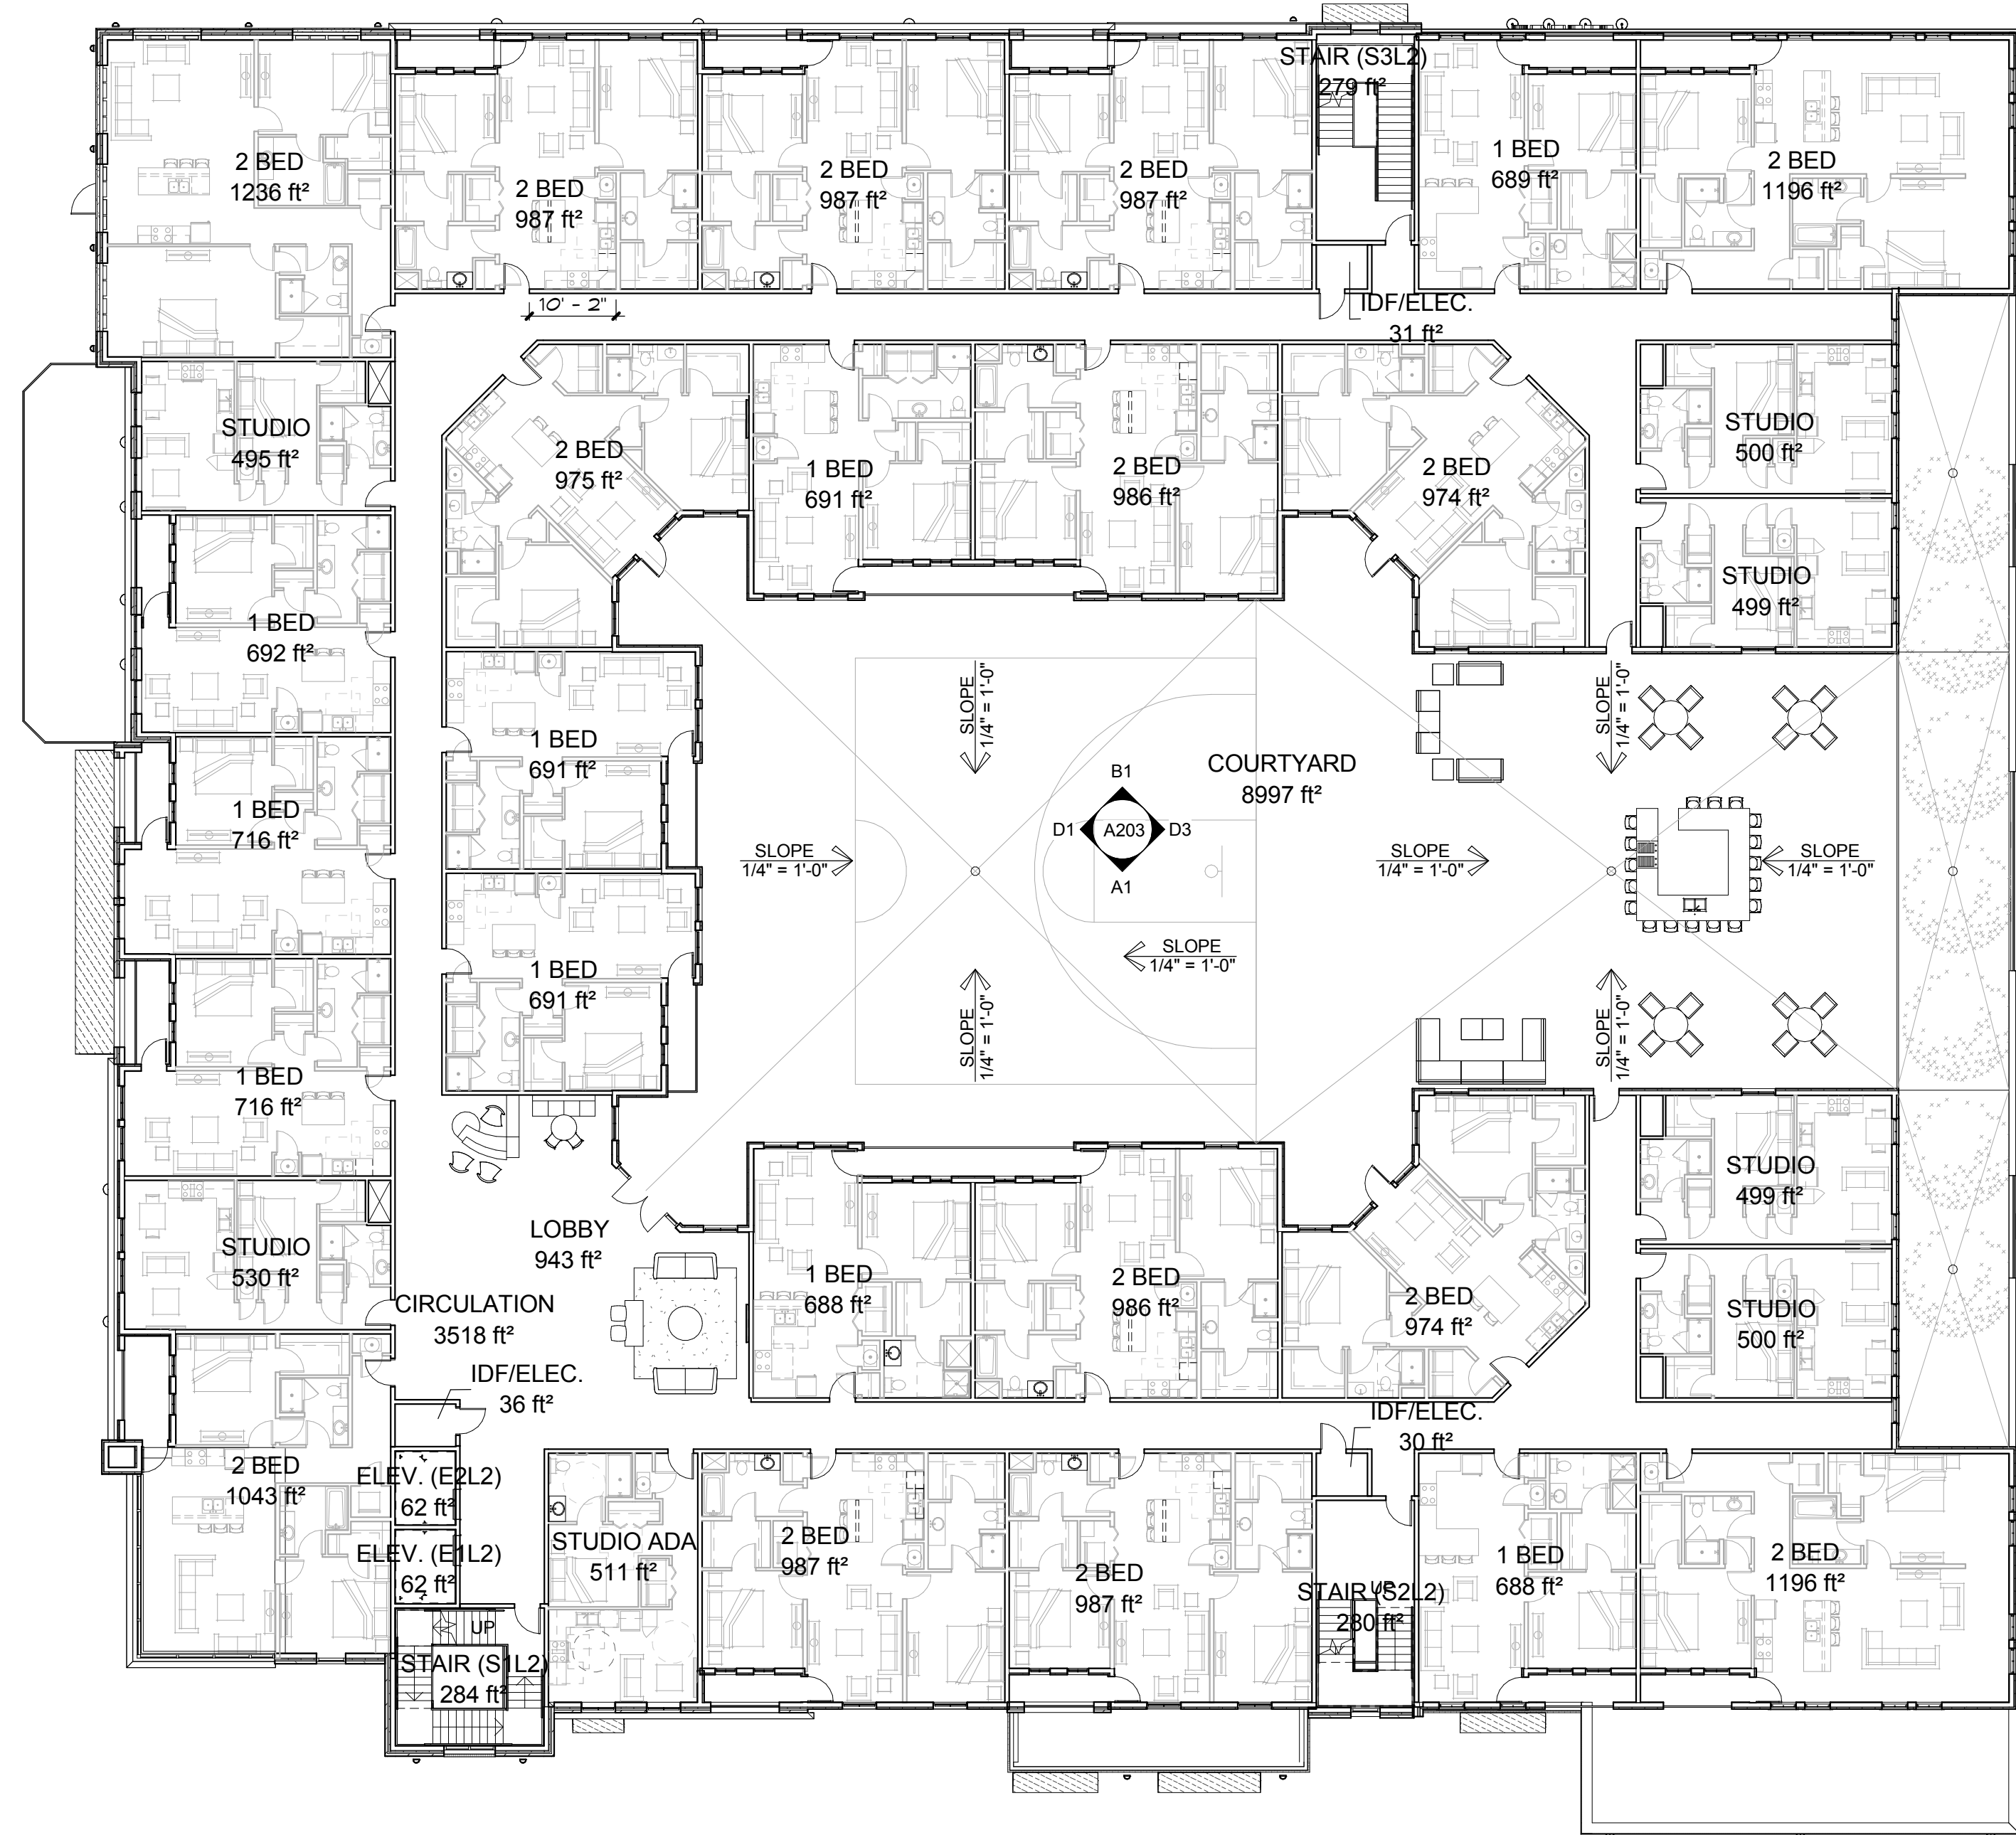 STAIR (S3L2)
279 ft²
2 BED
1236 ft²
2 BED
987 ft²
2 BED
987 ft²
2 BED
987 ft²
1 BED
689 ft²
2 BED
1196 ft²
10' - 2"
IDF/ELEC.
31 ft²
STUDIO
495 ft²
2 BED
975 ft²
1 BED
691 ft²
2 BED
986 ft²
2 BED
974 ft²
STUDIO
500 ft²
STUDIO
499 ft²
1 BED
692 ft²
1 BED
691 ft²
SLOPE
1/4" = 1'-0"
COURTYARD
8997 ft²
SLOPE
1/4" = 1'-0"
1 BED
716 ft²
B1
D1
A203
D3
A1
SLOPE
1/4" = 1'-0"
SLOPE
1/4" = 1'-0"
SLOPE
1/4" = 1'-0"
1 BED
691 ft²
SLOPE
1/4" = 1'-0"
SLOPE
1/4" = 1'-0"
SLOPE
1/4" = 1'-0"
1 BED
716 ft²
STUDIO
530 ft²
LOBBY
943 ft²
1 BED
688 ft²
2 BED
986 ft²
2 BED
974 ft²
STUDIO
499 ft²
STUDIO
500 ft²
CIRCULATION
3518 ft²
IDF/ELEC.
36 ft²
IDF/ELEC.
30 ft²
2 BED
1043 ft²
ELEV. (E2L2)
62 ft²
ELEV. (E1L2)
62 ft²
STUDIO ADA
511 ft²
2 BED
987 ft²
2 BED
987 ft²
UP
STAIR (S2L2)
280 ft²
1 BED
688 ft²
2 BED
1196 ft²
UP
STAIR (S1L2)
284 ft²